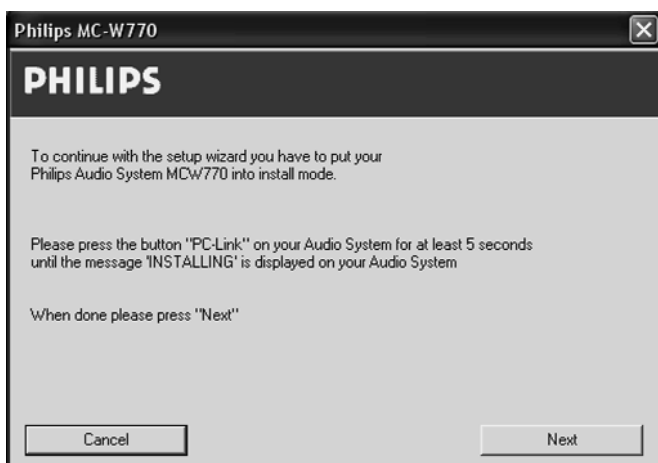 Philips MC-W770
PHILIPS
To continue with the setup wizard you have to put your
Philips Audio System MCW770 into install mode.
Please press the button "PC-Link" on your Audio System for at least 5 seconds
until the message 'INSTALLING' is displayed on your Audio System
When done please press "Next"
Cancel
Next